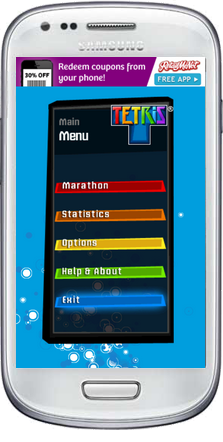 SAMSUNG
30% OFF
Redeem coupons from
your phone!
RetailMeNot
FREE APP ▶
TETRIS®
Main
Menu
Marathon
Statistics
Options
Help & About
Exit